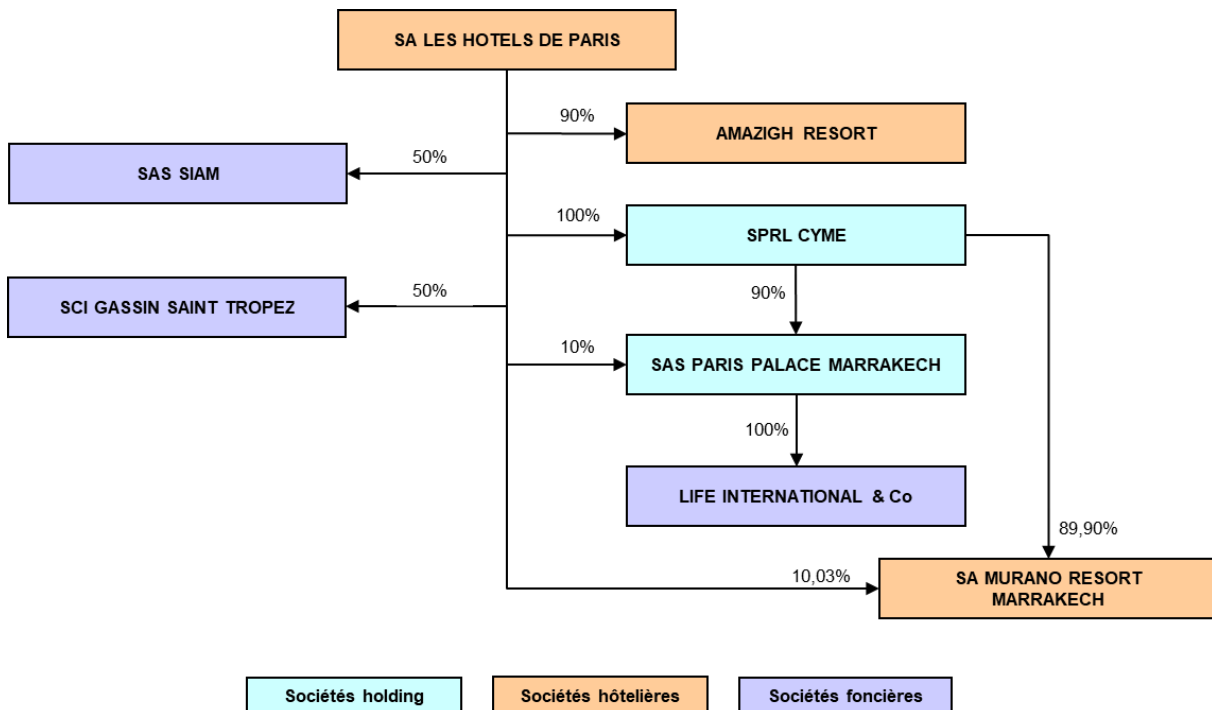 SA LES HOTELS DE PARIS
90%
AMAZIGH RESORT
50%
SAS SIAM
100%
SPRL CYME
50%
SCI GASSIN SAINT TROPEZ
90%
10%
SAS PARIS PALACE MARRAKECH
100%
LIFE INTERNATIONAL & Co
89,90%
10,03%
SA MURANO RESORT
MARRAKECH
Sociétés holding
Sociétés hôtelières
Sociétés foncières